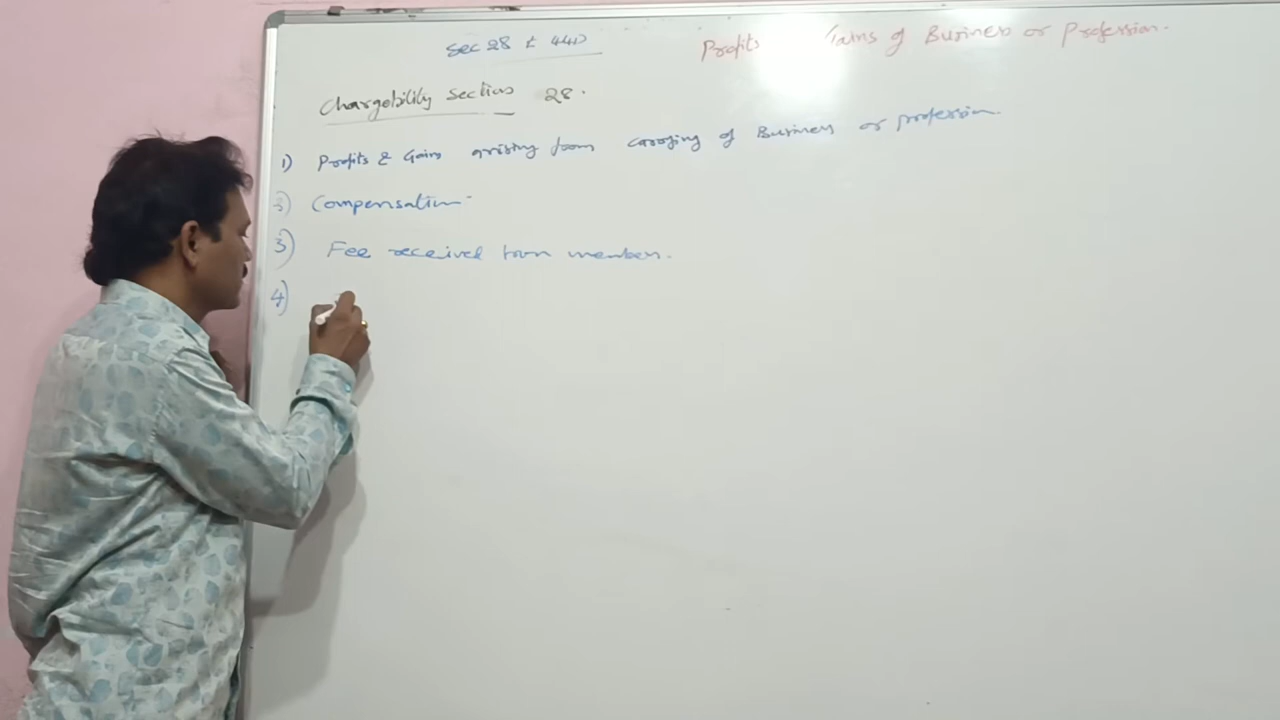 Sec 28 t 44D
Profits Gains of Business or Profession.
Chargebility Section 28.
1) Profits & Gains arising from carrying of Business or profession.
2) Compensation
3) Fee received from members.
4)